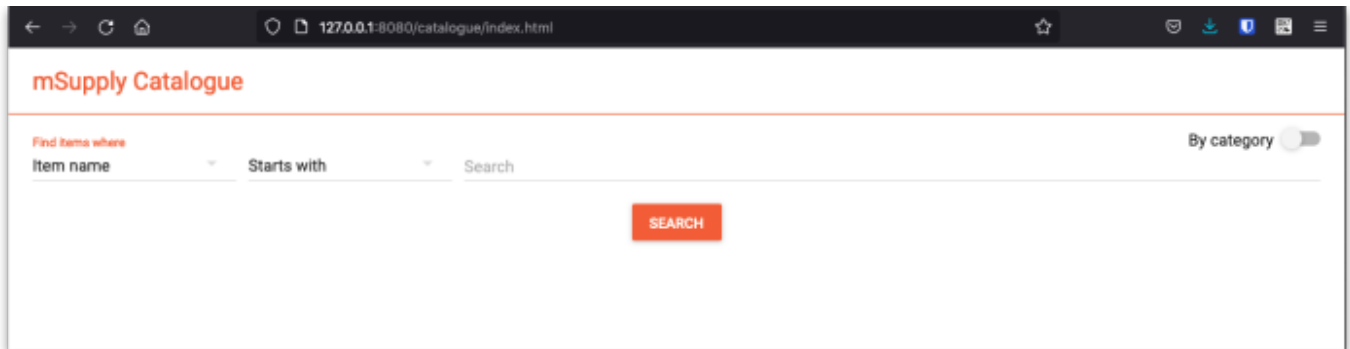 127.0.0.1:8080/catalogue/index.html
mSupply Catalogue
By category
Find items where
Item name Starts with Search
SEARCH